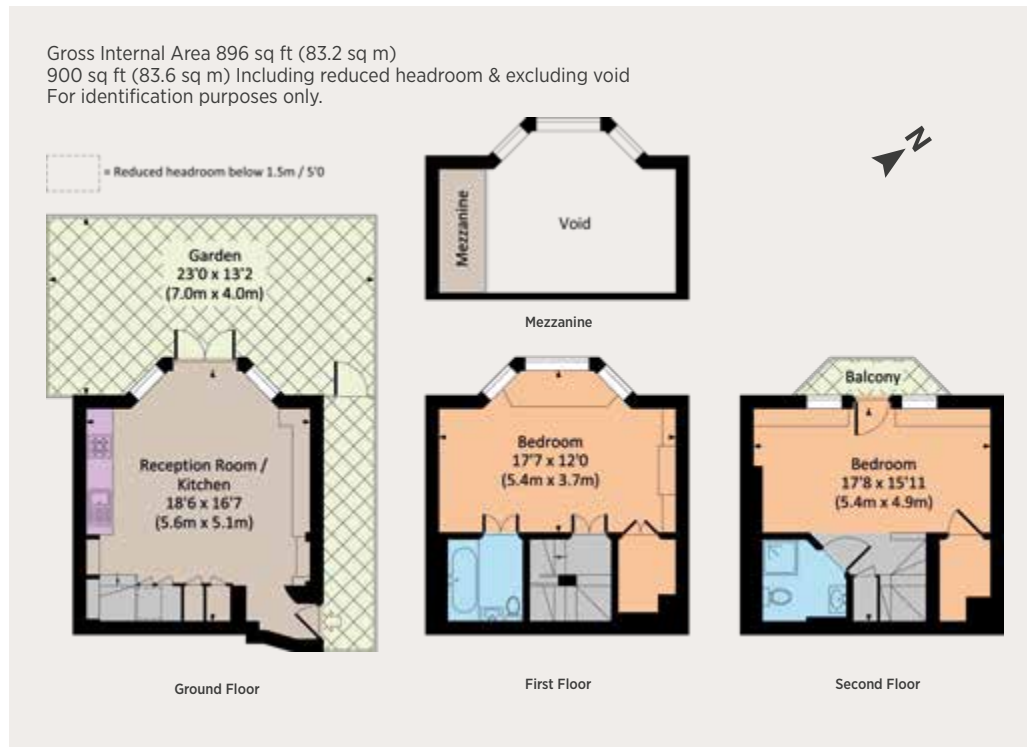 Gross Internal Area 896 sq ft (83.2 sq m)
900 sq ft (83.6 sq m) Including reduced headroom & excluding void
For identification purposes only.
N
= Reduced headroom below 1.5m / 5'0
Garden
23'0 x 13'2
(7.0m x 4.0m)
Mezzanine
Void
Mezzanine
Reception Room /
Kitchen
18'6 x 16'7
(5.6m x 5.1m)
Bedroom
17'7 x 12'0
(5.4m x 3.7m)
Balcony
Bedroom
17'8 x 15'11
(5.4m x 4.9m)
Ground Floor
First Floor
Second Floor